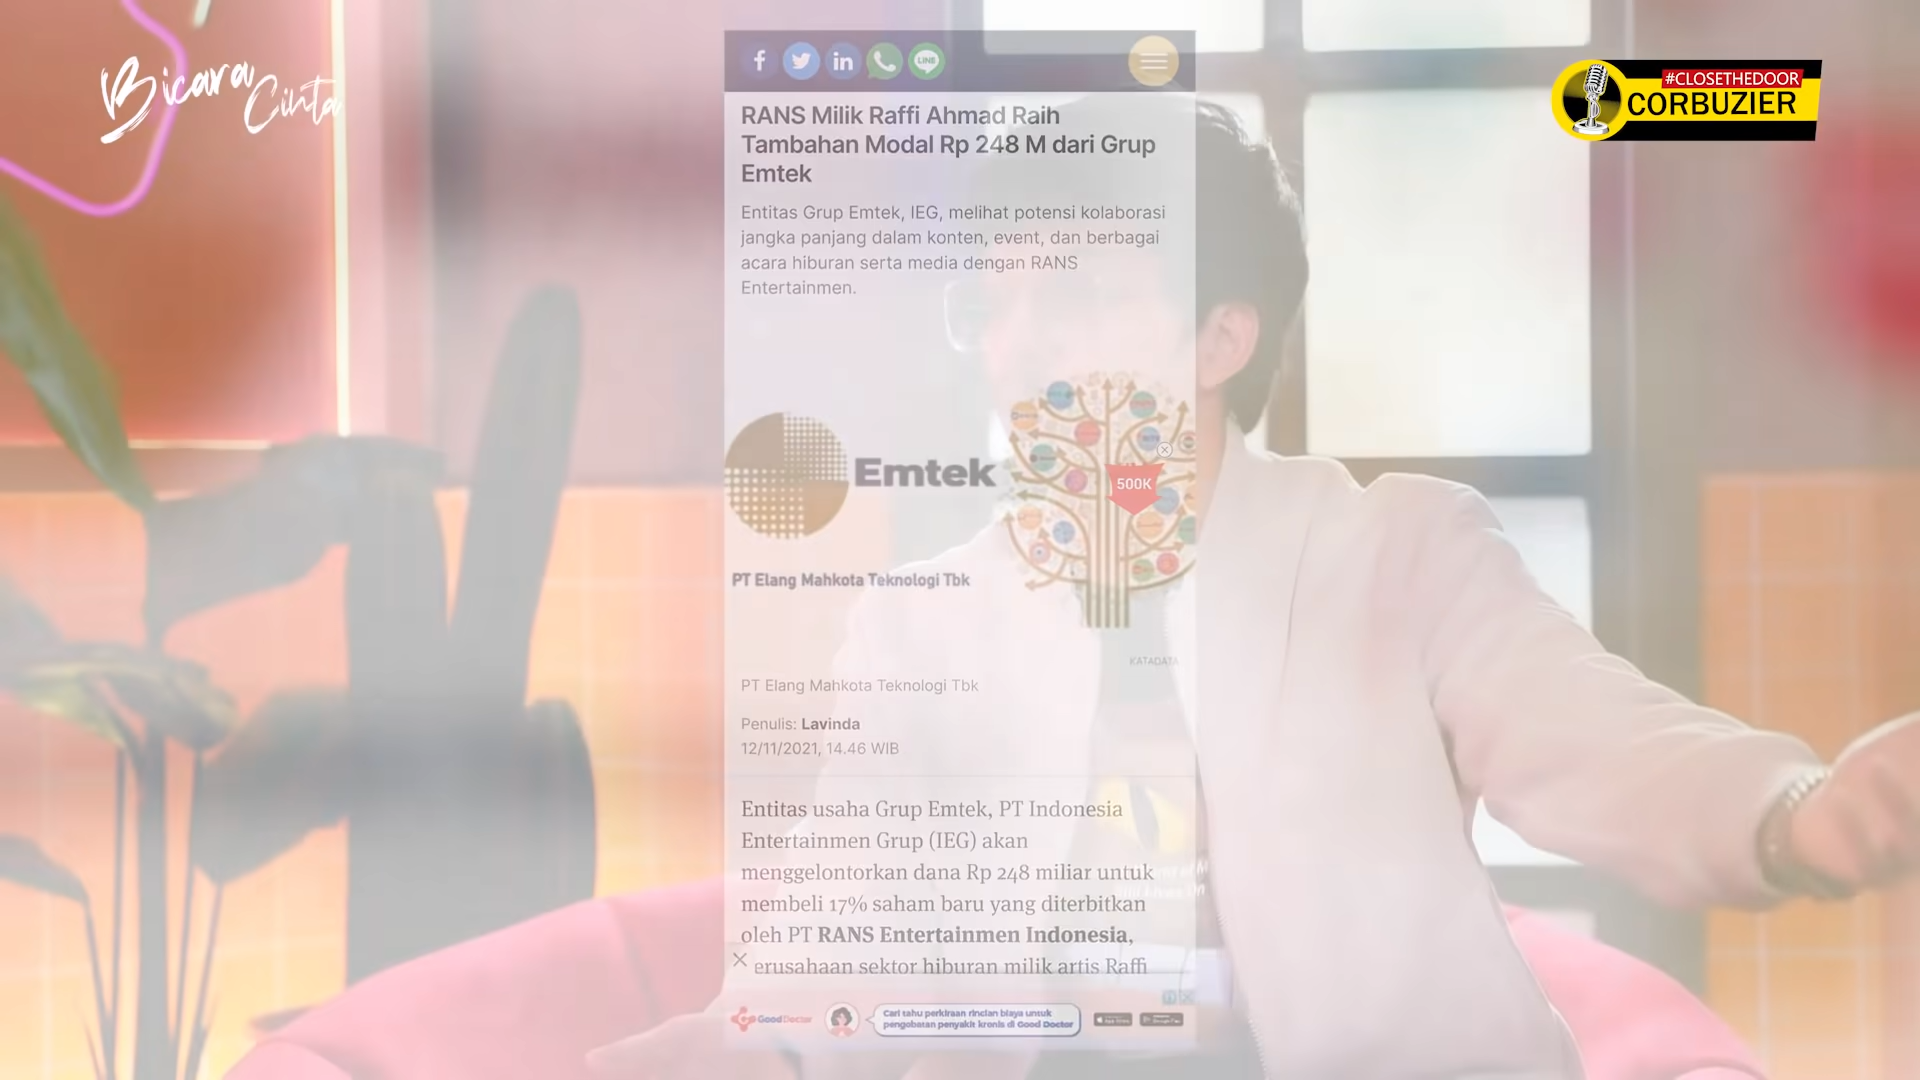 Bicara
Cinta
#CLOSETHEDOOR
CORBUZIER
LINE
RANS Milik Raffi Ahmad Raih
Tambahan Modal Rp 248 M dari Grup
Emtek
Entitas Grup Emtek, IEG, melihat potensi kolaborasi
jangka panjang dalam konten, event, dan berbagai
acara hiburan serta media dengan RANS
Entertainmen.
Emtek
500K
PT Elang Mahkota Teknologi Tbk
KATADATA
PT Elang Mahkota Teknologi Tbk
Penulis: Lavinda
12/11/2021, 14.46 WIB
Entitas usaha Grup Emtek, PT Indonesia
Entertainmen Grup (IEG) akan
menggelontorkan dana Rp 248 miliar untuk
membeli 17% saham baru yang diterbitkan
oleh PT RANS Entertainmen Indonesia,
erusahaan sektor hiburan milik artis Raffi
GoodDoctor
Cari tahu perkiraan rincian biaya untuk
pengobatan penyakit kronis di Good Doctor